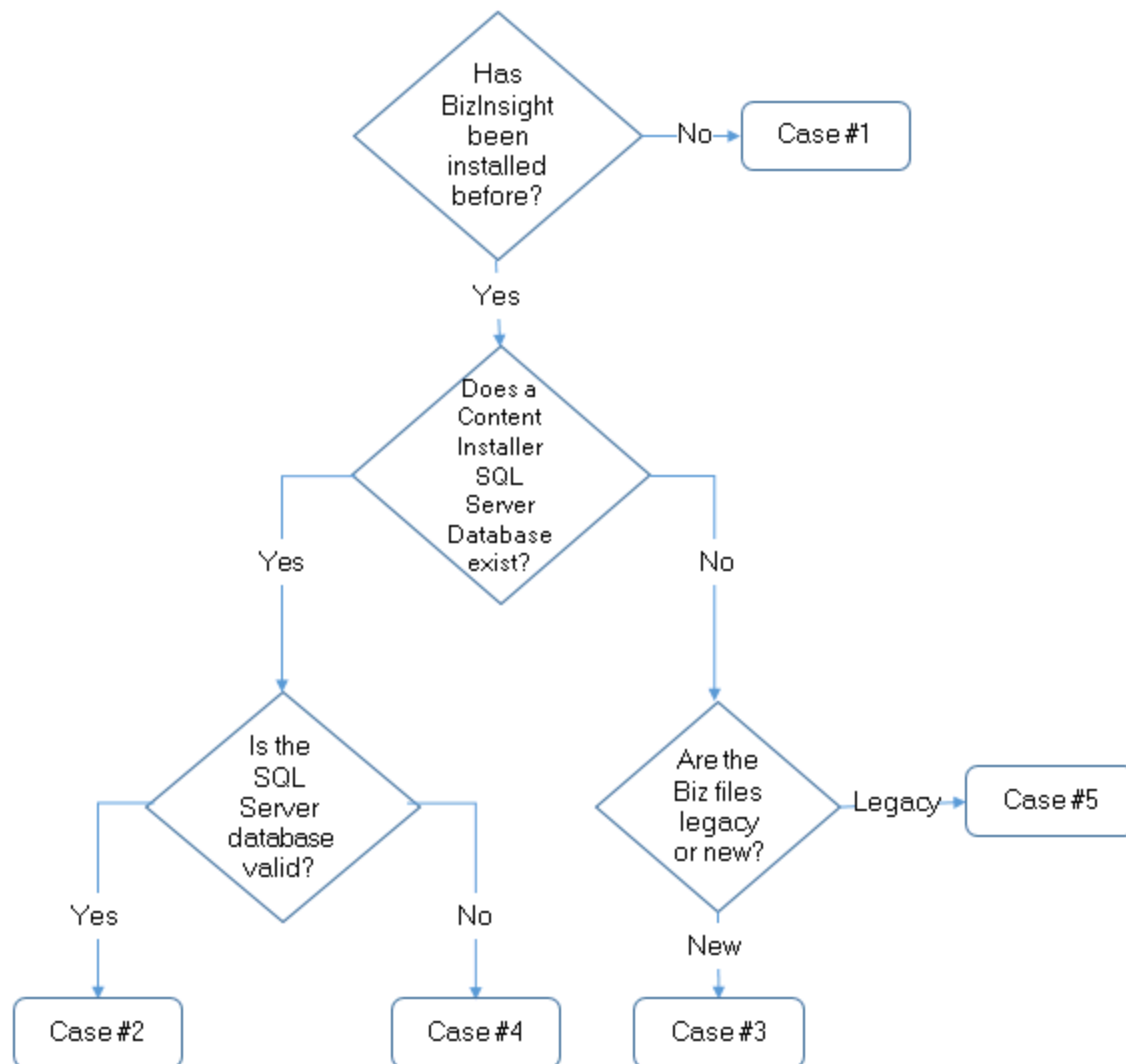 Has
BizInsight
been
installed
before?
No
Case #1
Yes
Does a
Content
Installer
SQL
Server
Database
exist?
Yes
No
Is the
SQL
Server
database
valid?
Are the
Biz files
legacy
or new?
Legacy
Case #5
Yes
No
New
Case #2
Case #4
Case #3